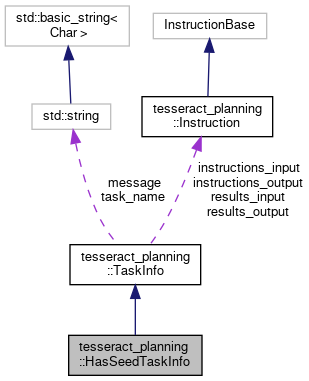 std::basic_string<
Char >
InstructionBase
std::string
tesseract_planning
::Instruction
message
task_name
instructions_input
instructions_output
results_input
results_output
tesseract_planning
::TaskInfo
tesseract_planning
::HasSeedTaskInfo